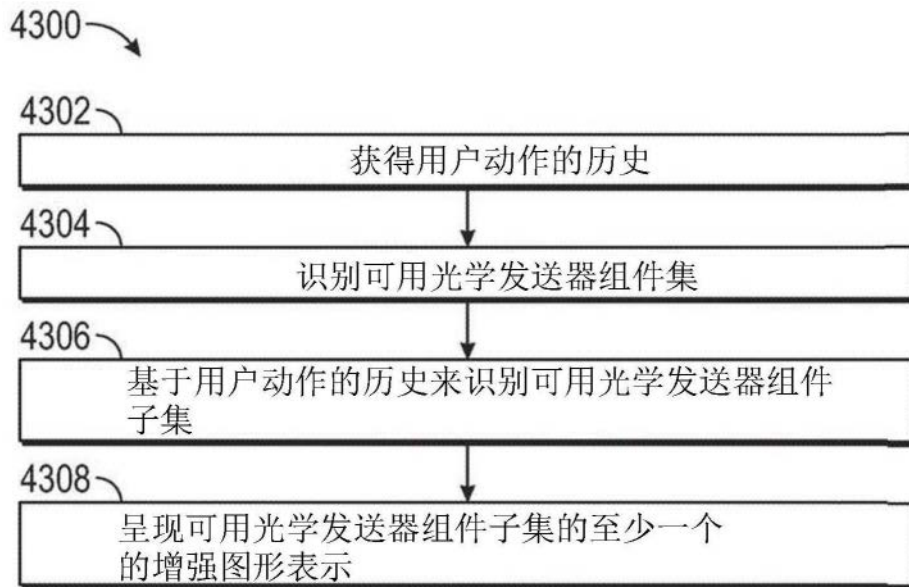 4300
4302
获得用户动作的历史
4304
识别可用光学发送器组件集
4306
基于用户动作的历史来识别可用光学发送器组件
子集
4308
呈现可用光学发送器组件子集的至少一个
的增强图形表示